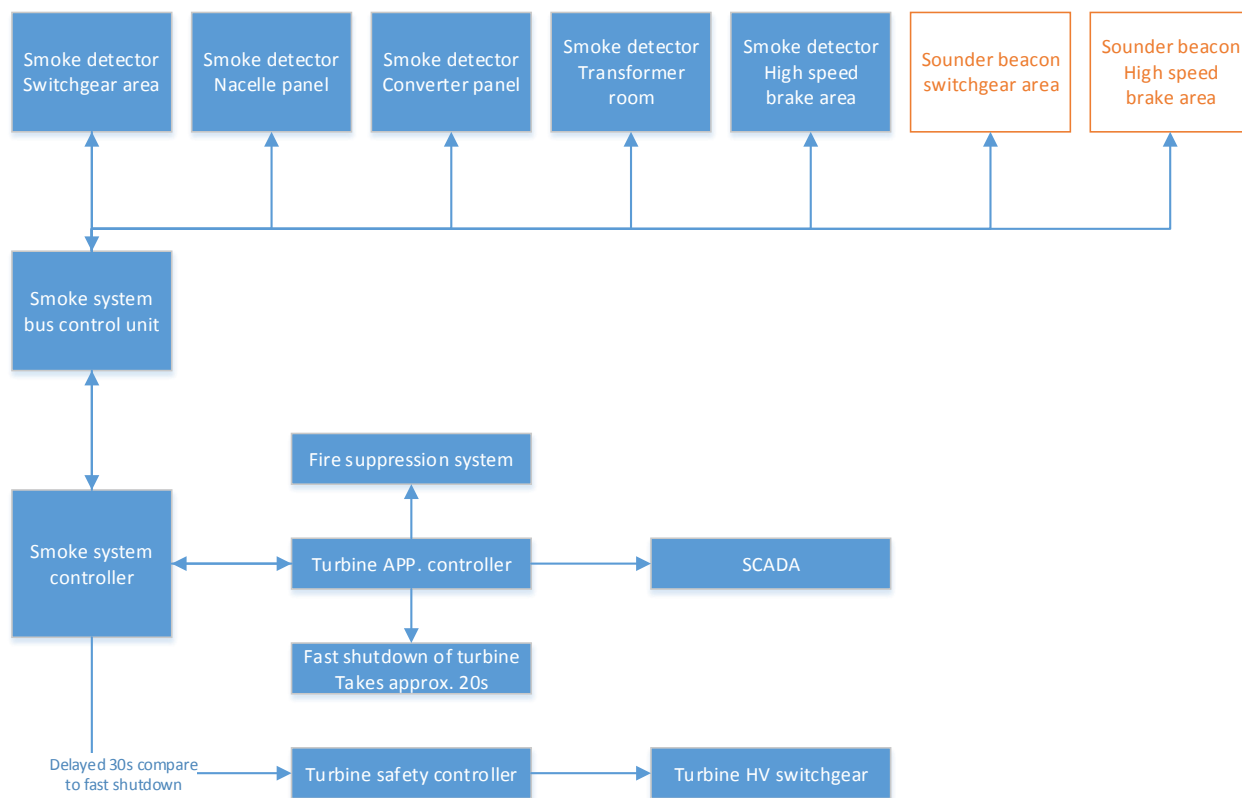 Smoke detector
Switchgear area
Smoke detector
Nacelle panel
Smoke detector
Converter panel
Smoke detector
Transformer
room
Smoke detector
High speed
brake area
Sounder beacon
switchgear area
Sounder beacon
High speed
brake area
Smoke system
bus control unit
Fire suppression system
Smoke system
controller
Turbine APP. controller
SCADA
Fast shutdown of turbine
Takes approx. 20s
Delayed 30s compare
to fast shutdown
Turbine safety controller
Turbine HV switchgear